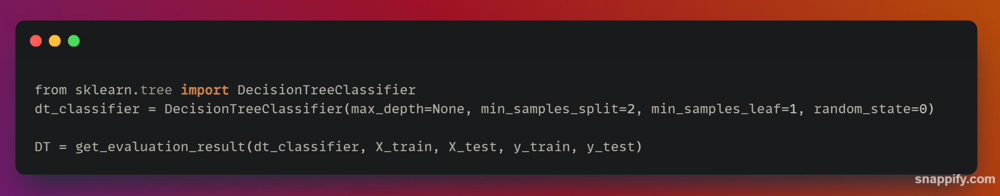 from sklearn.tree import DecisionTreeClassifier
dt_classifier = DecisionTreeClassifier(max_depth=None, min_samples_split=2, min_samples_leaf=1, random_state=0)
DT = get_evaluation_result(dt_classifier, X_train, X_test, y_train, y_test)
snappify.com